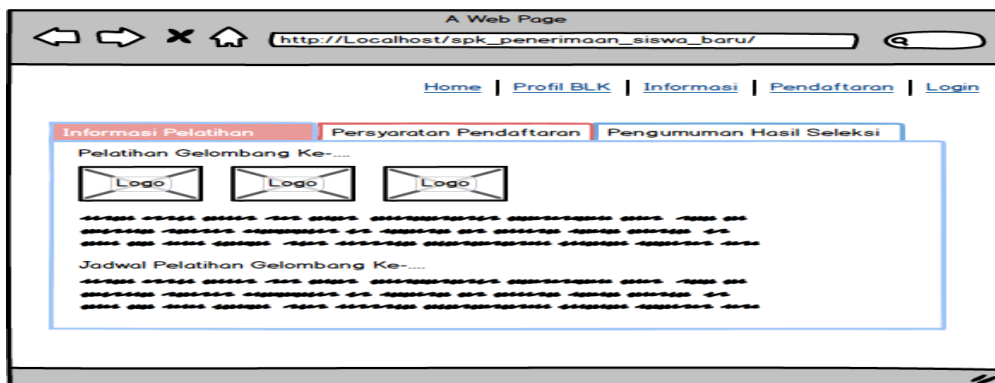 A Web Page
http://Localhost/spk_penerimaan_siswa_baru/
Home | Profil BLK | Informasi | Pendaftaran | Login
Informasi Pelatihan Persyaratan Pendaftaran Pengumuman Hasil Seleksi
Pelatihan Gelombang Ke-....
Logo Logo Logo
Jadwal Pelatihan Gelombang Ke-....